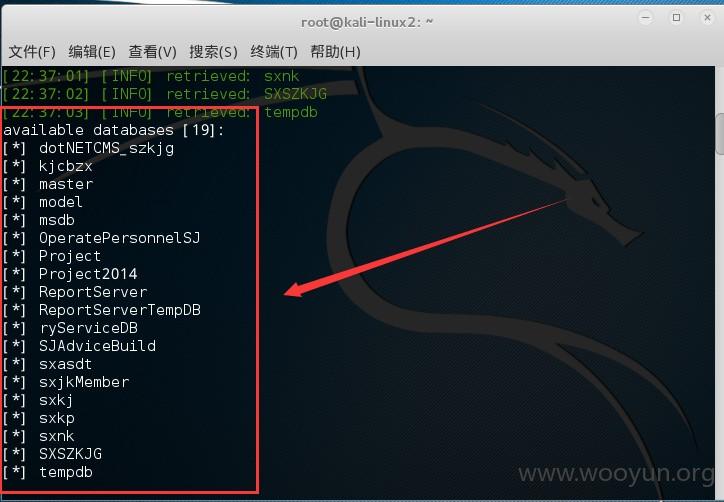 root@kali-linux2: ~
文件(F) 编辑(E) 查看(V) 搜索(S) 终端(T) 帮助(H)
[22:37:01] [INFO] retrieved: sxnk
[22:37:02] [INFO] retrieved: SXSZKJG
[22:37:03] [INFO] retrieved: tempdb
available databases [19]:
[*] dotNETCMS_szkjg
[*] kjcbzx
[*] master
[*] model
[*] msdb
[*] OperatePersonnelSJ
[*] Project
[*] Project2014
[*] ReportServer
[*] ReportServerTempDB
[*] ryServiceDB
[*] SJAdviceBuild
[*] sxasdt
[*] sxjkMember
[*] sxkj
[*] sxkp
[*] sxnk
[*] SXSZKJG
[*] tempdb
www.wooyun.org